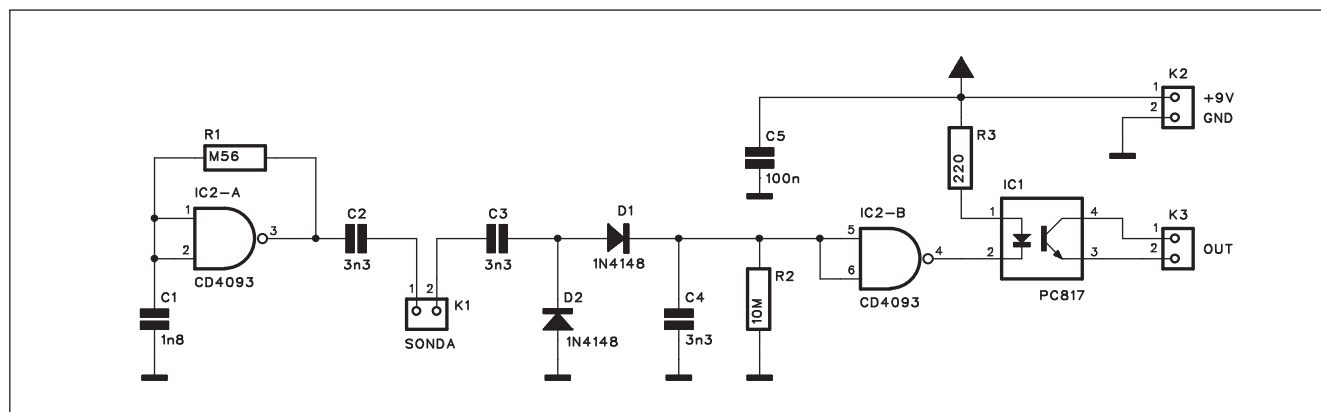 K2
1
+9V
2
GND
C5
100n
R3
220
R1
M56
IC2-A
1
2
3
CD4093
C1
1n8
C2
3n3
C3
3n3
1
2
K1
SONDA
D1
1N4148
D2
1N4148
C4
3n3
R2
10M
IC2-B
5
6
4
CD4093
IC1
1
2
4
3
PC817
K3
1
2
OUT